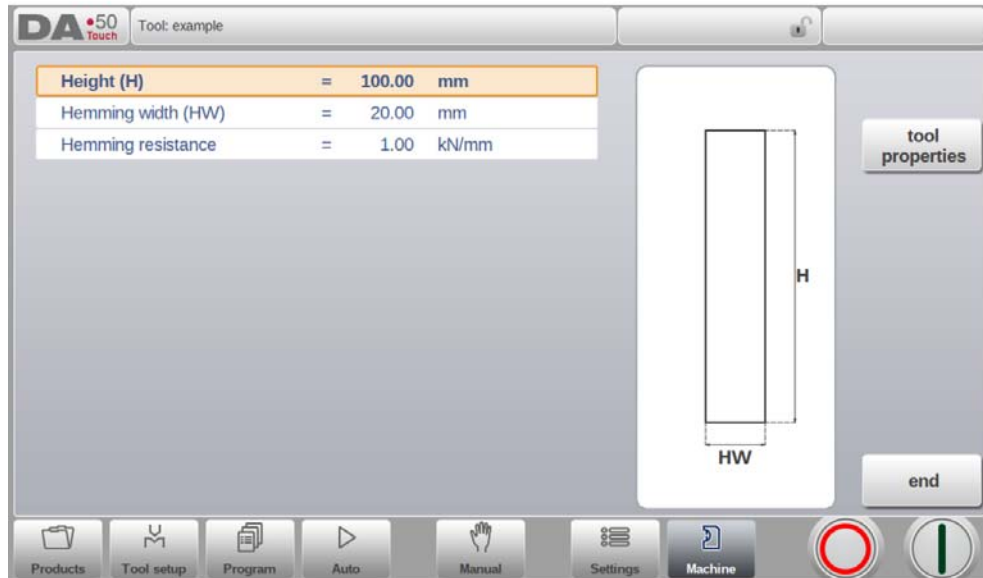 DA•50 Touch
Tool: example
Height (H) = 100.00 mm
Hemming width (HW) = 20.00 mm
Hemming resistance = 1.00 kN/mm
H
HW
tool
properties
end
Products Tool setup Program Auto Manual Settings Machine